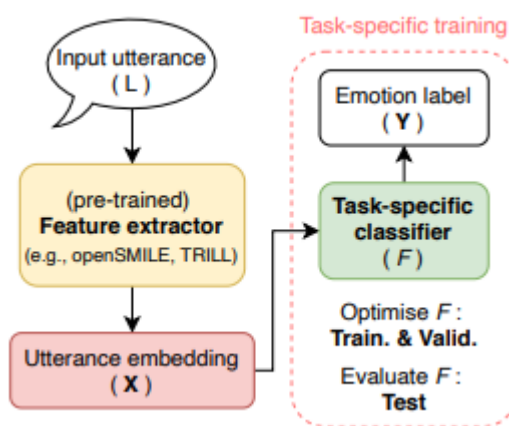 Task-specific training
Input utterance
( L )
Emotion label
( Y )
(pre-trained)
Feature extractor
(e.g., openSMILE, TRILL)
Task-specific
classifier
( F )
Utterance embedding
( X )
Optimise F :
Train. & Valid.
Evaluate F :
Test